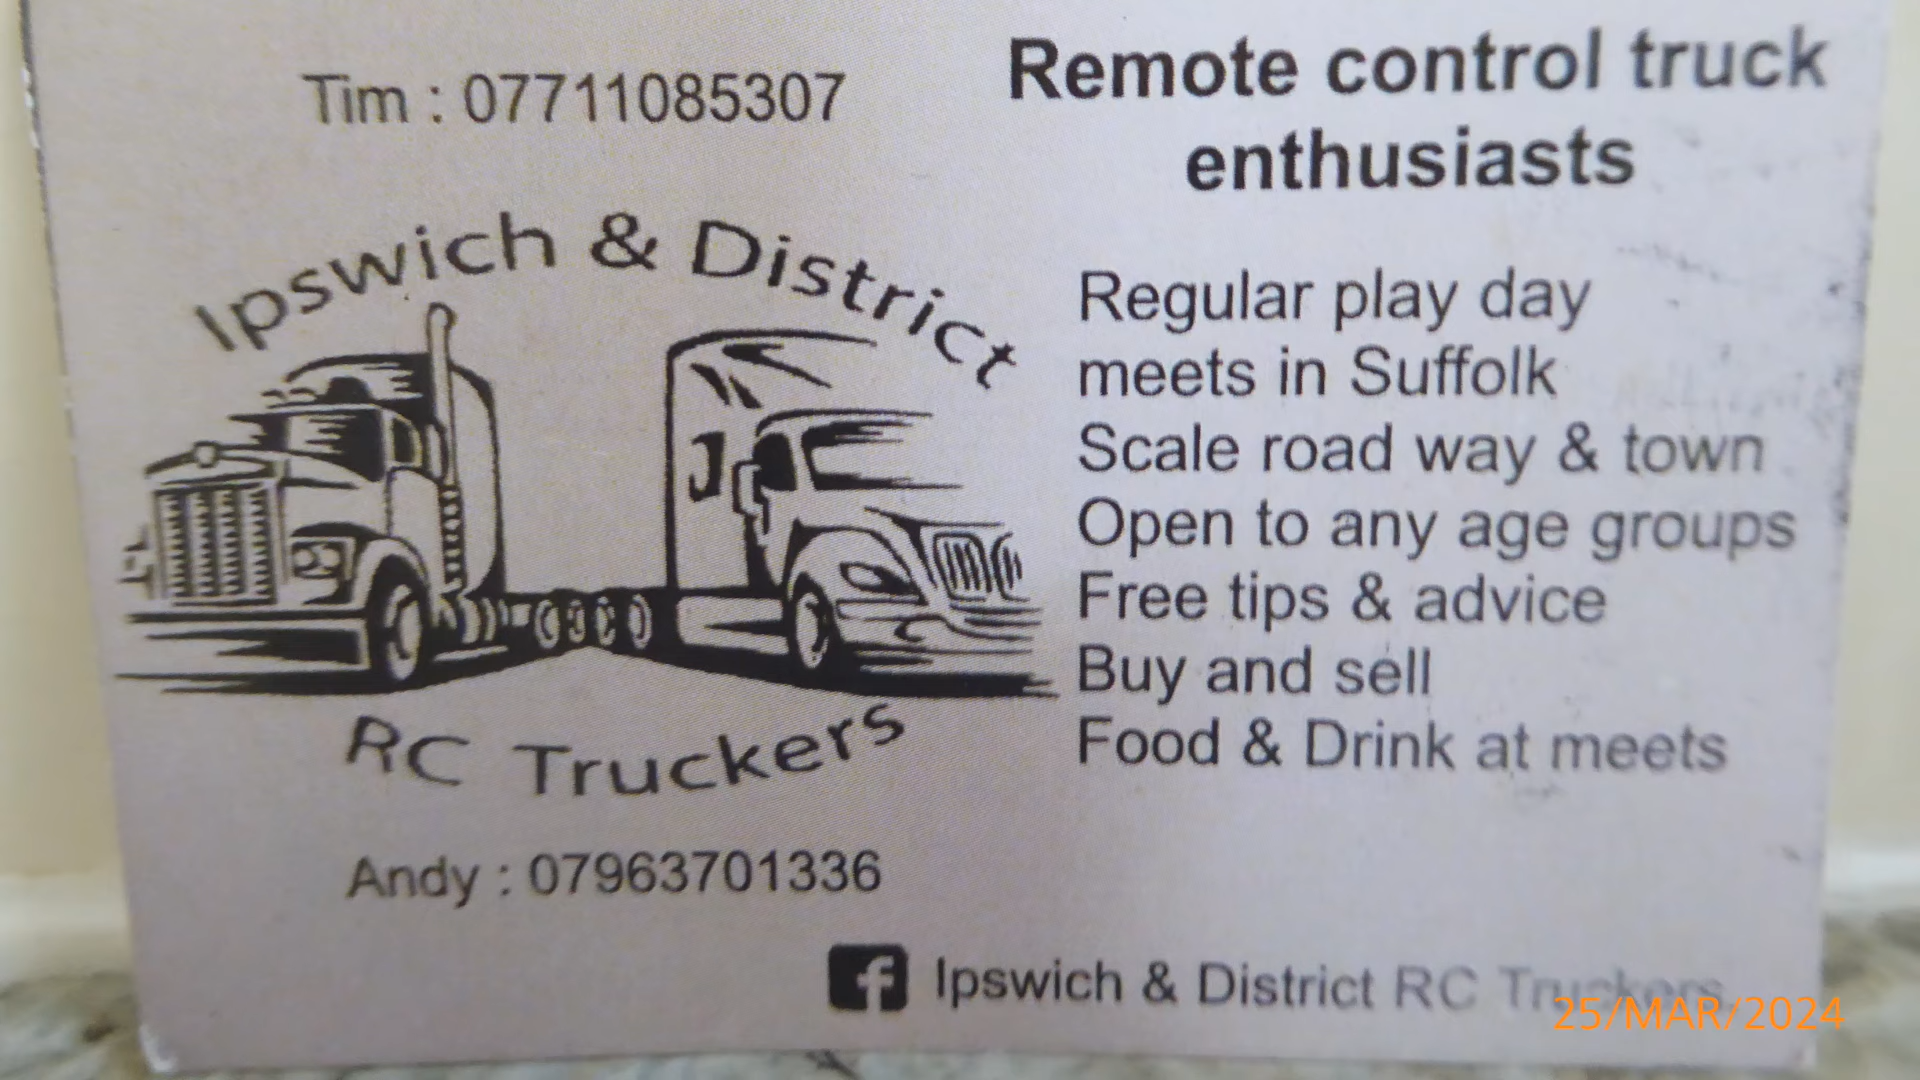 Tim : 07711085307
Ipswich & District
RC Truckers
Andy : 07963701336
Remote control truck
enthusiasts
Regular play day
meets in Suffolk
Scale road way & town
Open to any age groups
Free tips & advice
Buy and sell
Food & Drink at meets
f Ipswich & District RC Truckers
25/MAR/2024